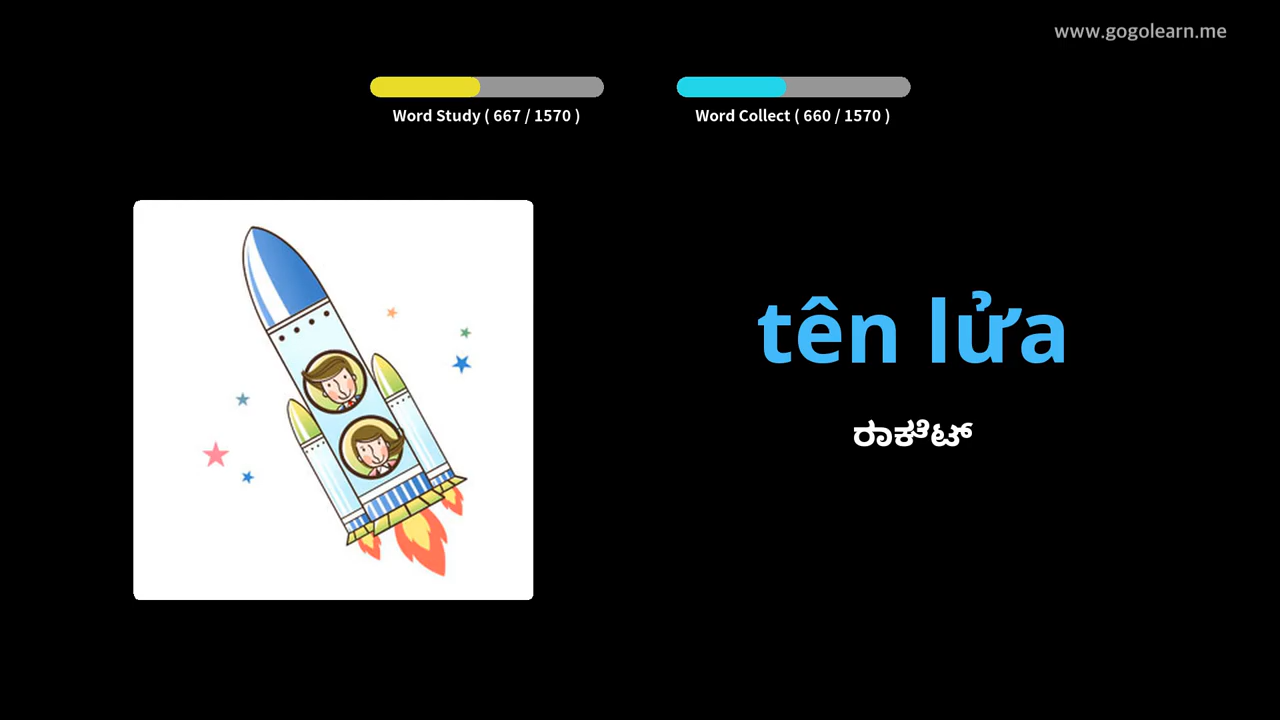 www.gogolearn.me
Word Study ( 667 / 1570 )
Word Collect ( 660 / 1570 )
tên lửa
ರಾಕೆಟ್